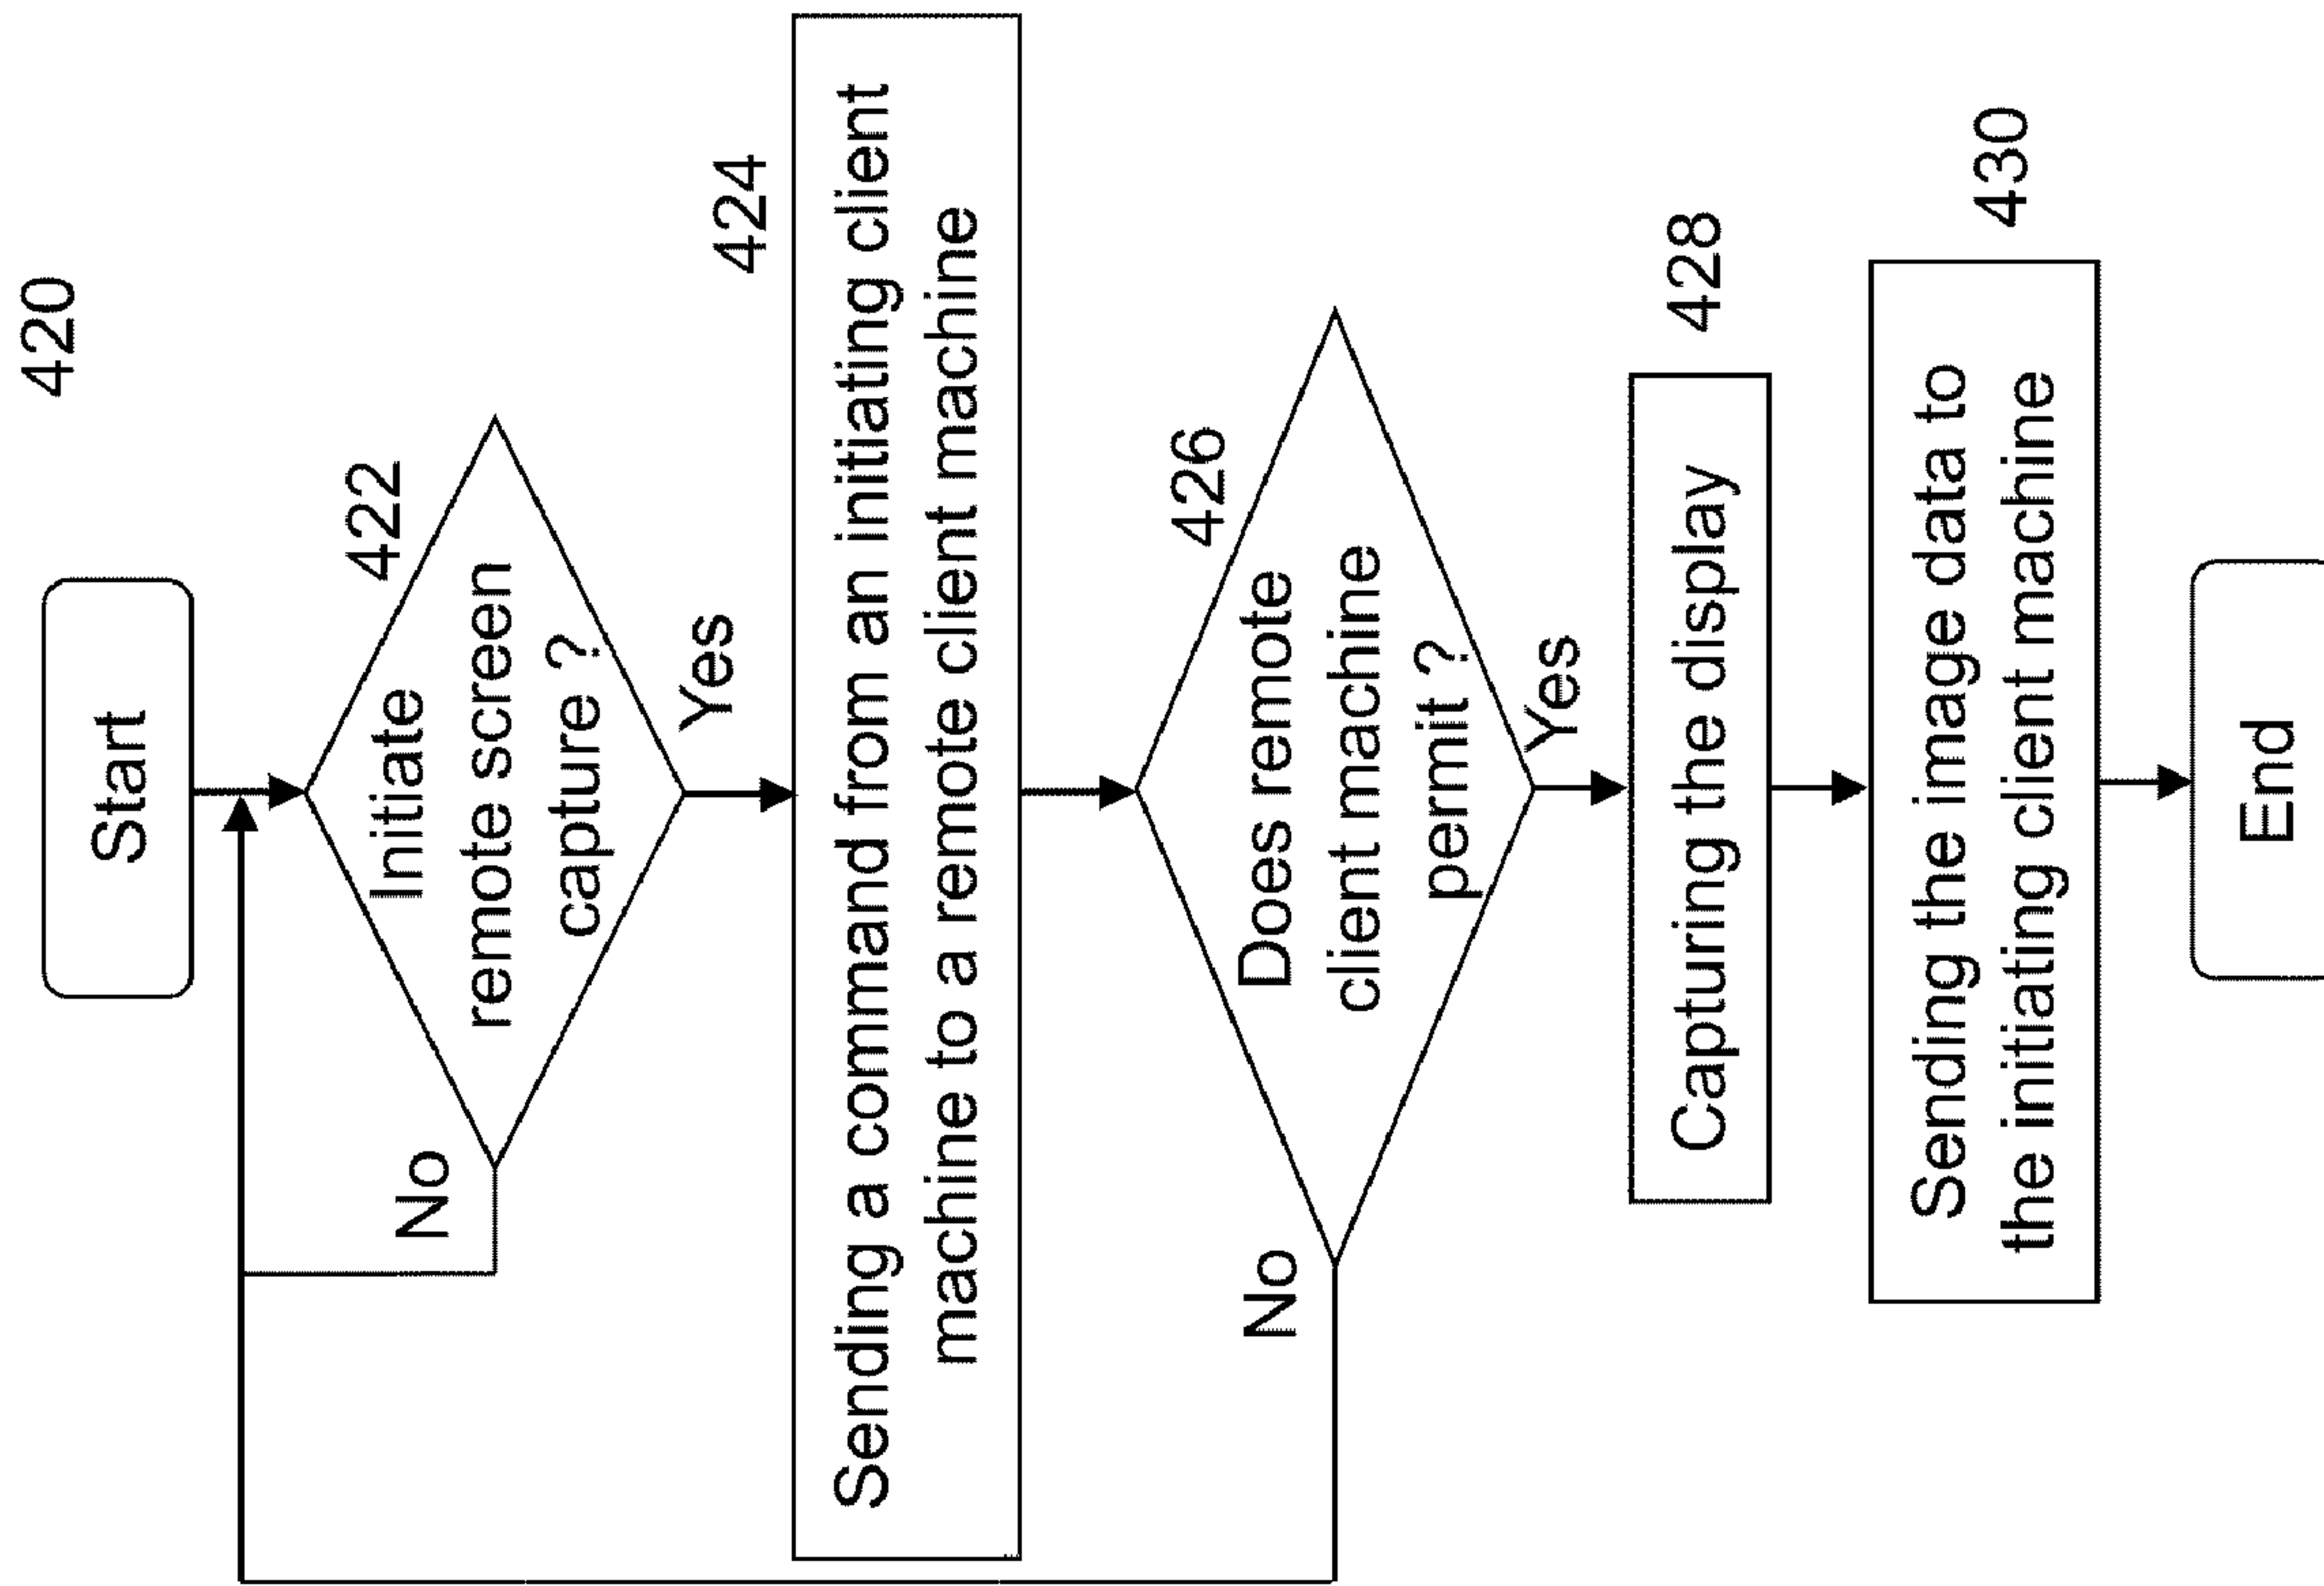 420
Start
422
Initiate
remote screen
capture ?
No
Yes
424
Sending a command from an initiating client
machine to a remote client machine
426
Does remote
client machine
permit ?
No
Yes
428
Capturing the display
430
Sending the image data to
the initiating client machine
End